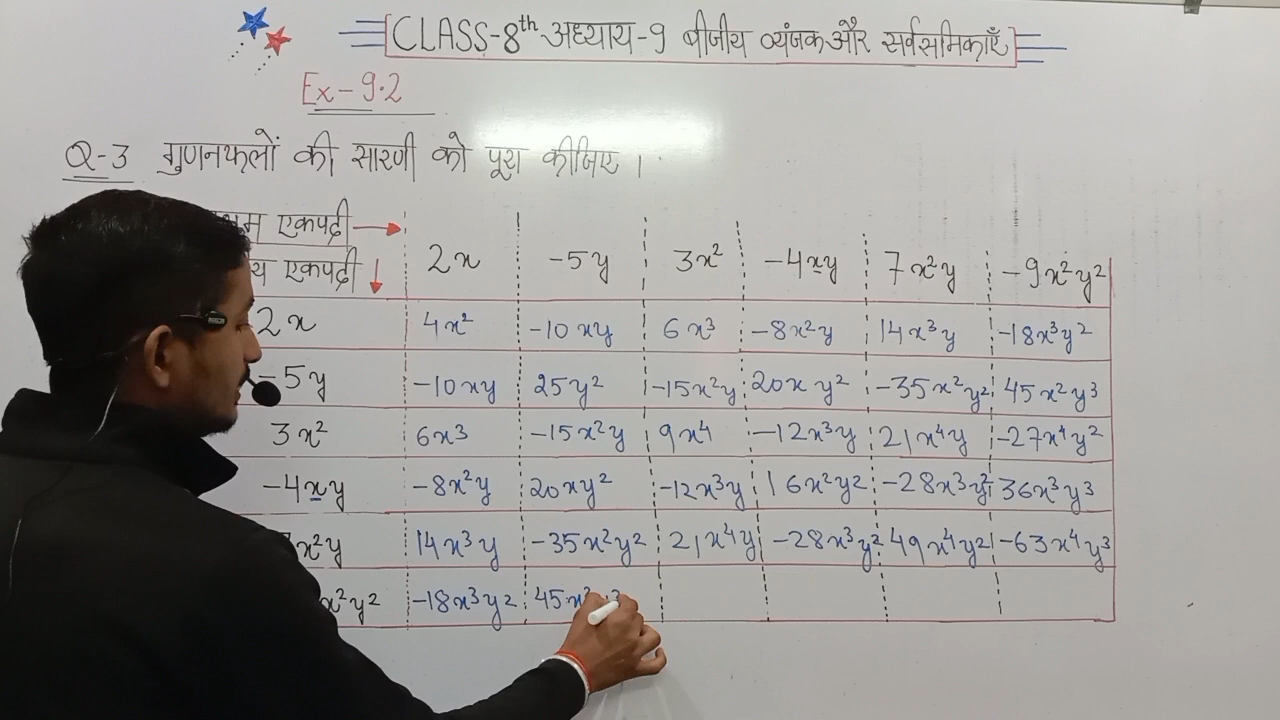 CLASS-8th अध्याय-9 बीजीय व्यंजक और सर्वसमिकाएँ
Ex-9.2
Q-3 गुणनफलों की सारणी को पूरा कीजिए ।
एकपदी →
एकपदी ↓ 2x -5y 3x² -4xy 7x²y -9x²y²
2x 4x² -10xy 6x³ -8x²y 14x³y -18x³y²
-5y -10xy 25y² -15x²y 20xy² -35x²y² 45x²y³
3x² 6x³ -15x²y 9x⁴ -12x³y 21x⁴y -27x⁴y²
-4xy -8x²y 20xy² -12x³y 16x²y² -28x³y² 36x³y³
x²y 14x³y -35x²y² 21x⁴y -28x³y² 49x⁴y² -63x⁴y³
x²y² -18x³y² 45x²